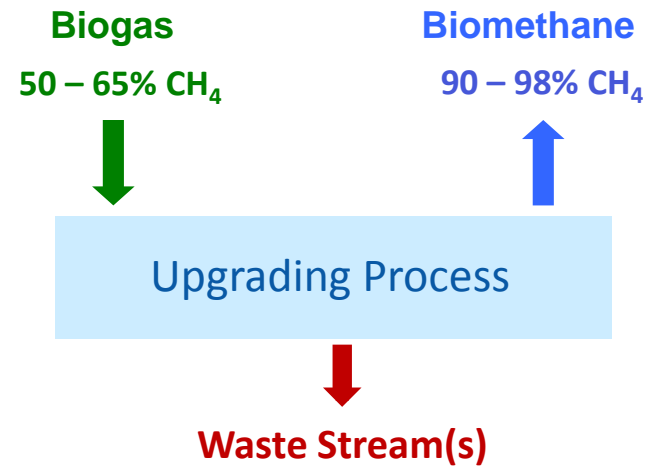 Biogas
50 – 65% CH₄
Biomethane
90 – 98% CH₄
Upgrading Process
Waste Stream(s)